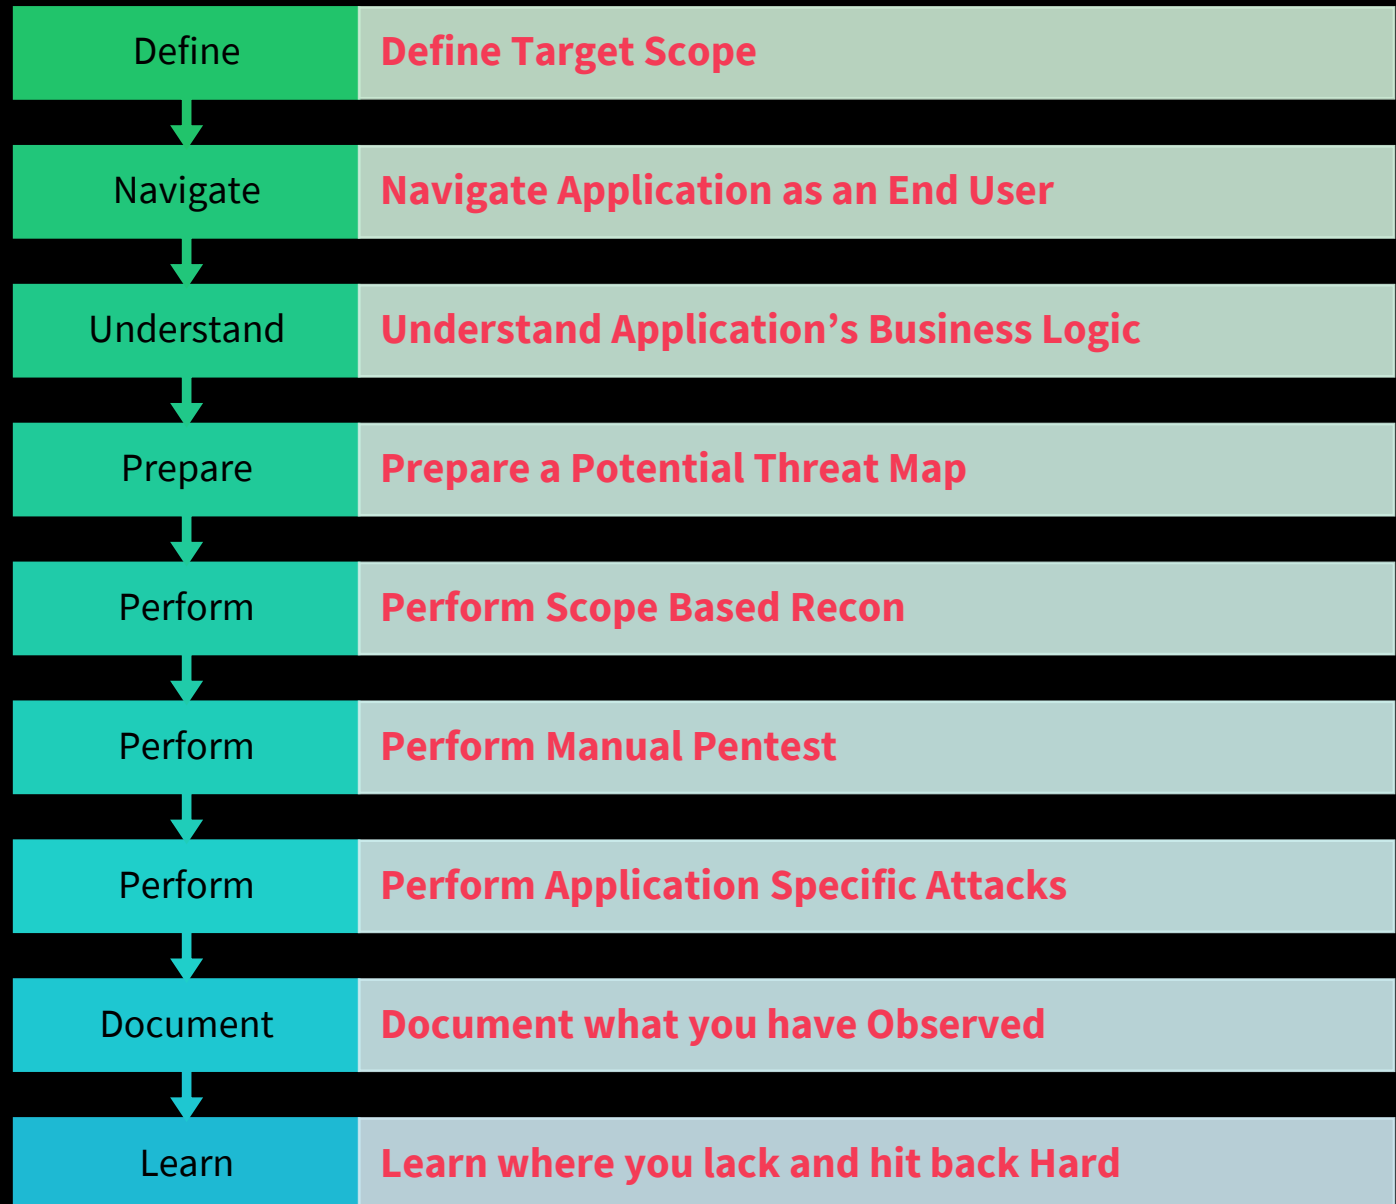 Define
Define Target Scope
Navigate
Navigate Application as an End User
Understand
Understand Application’s Business Logic
Prepare
Prepare a Potential Threat Map
Perform
Perform Scope Based Recon
Perform
Perform Manual Pentest
Perform
Perform Application Specific Attacks
Document
Document what you have Observed
Learn
Learn where you lack and hit back Hard